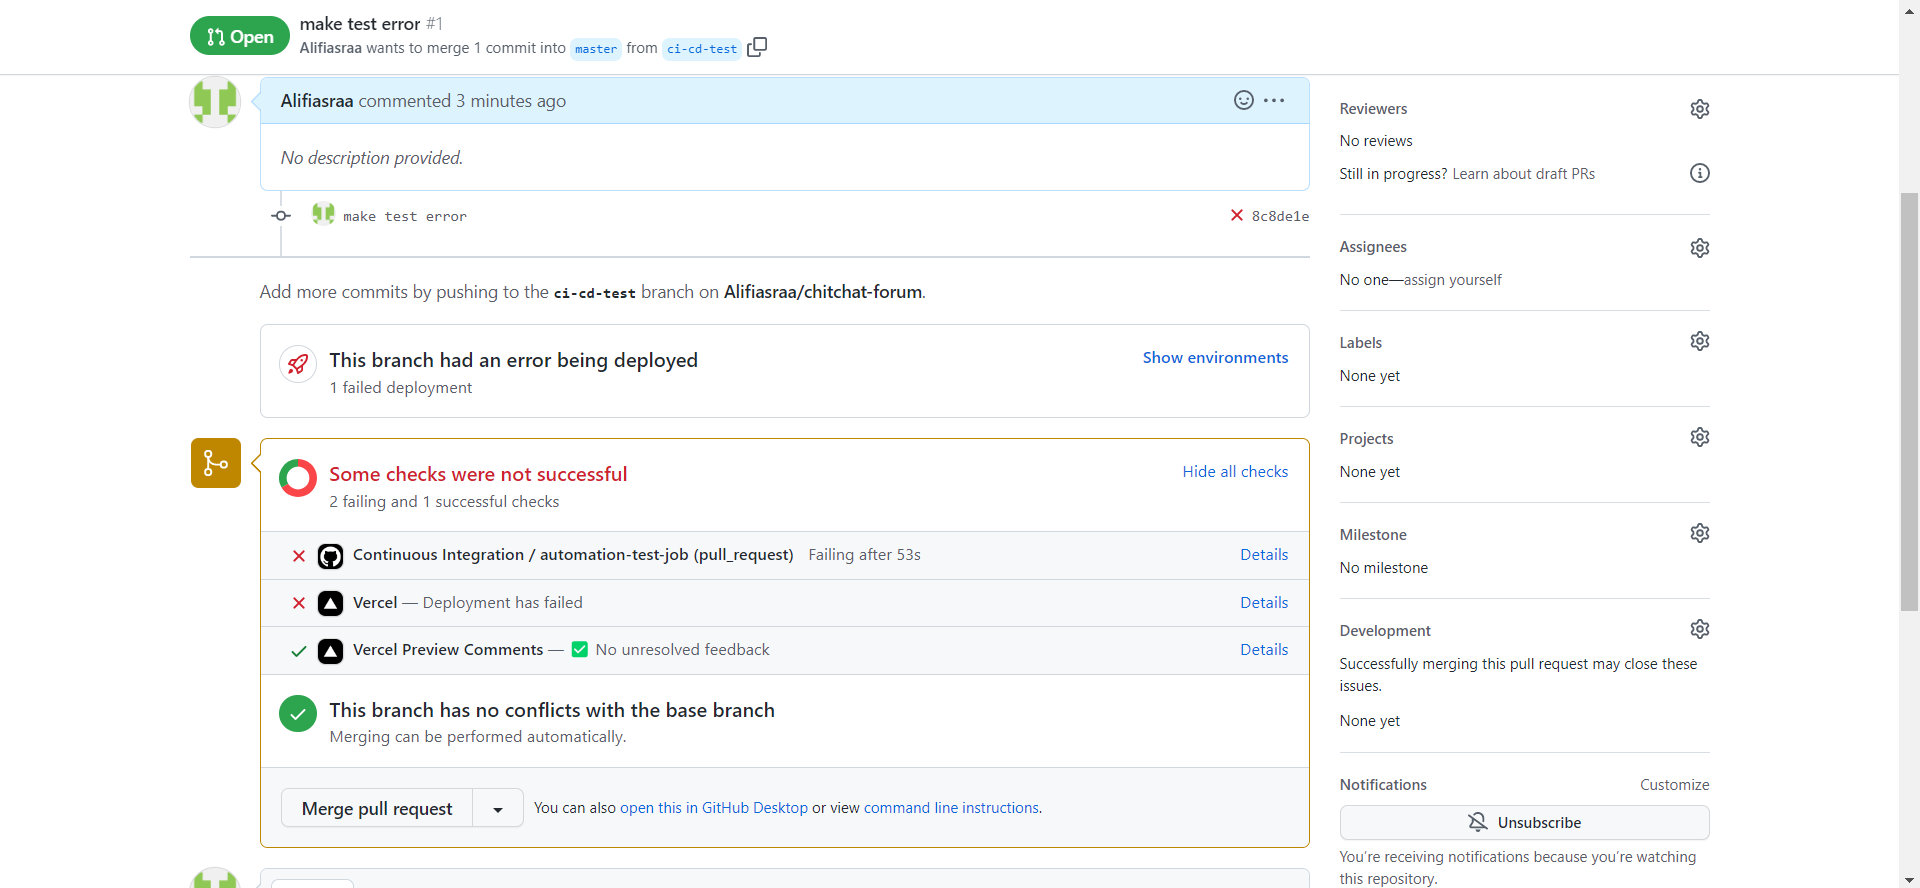 Open
make test error #1
Alifiasraa wants to merge 1 commit into master from ci-cd-test
Alifiasraa commented 3 minutes ago
No description provided.
make test error
8c8de1e
Add more commits by pushing to the ci-cd-test branch on Alifiasraa/chitchat-forum.
This branch had an error being deployed
Show environments
1 failed deployment
Some checks were not successful
Hide all checks
2 failing and 1 successful checks
Continuous Integration / automation-test-job (pull_request) Failing after 53s
Details
Vercel — Deployment has failed
Details
Vercel Preview Comments — ✅ No unresolved feedback
Details
This branch has no conflicts with the base branch
Merging can be performed automatically.
Merge pull request
You can also open this in GitHub Desktop or view command line instructions.
Reviewers
No reviews
Still in progress? Learn about draft PRs
Assignees
No one—assign yourself
Labels
None yet
Projects
None yet
Milestone
No milestone
Development
Successfully merging this pull request may close these
issues.
None yet
Notifications
Customize
Unsubscribe
You're receiving notifications because you're watching
this repository.